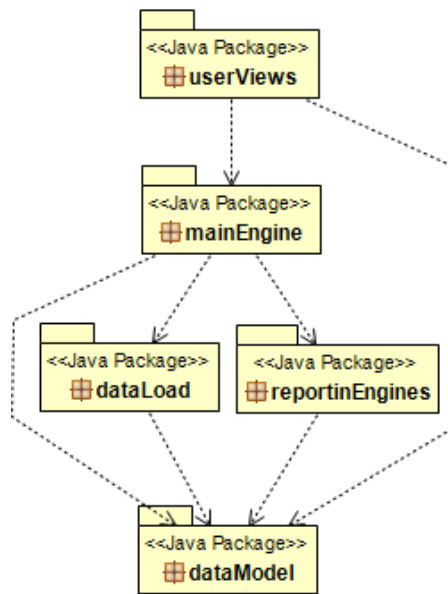 <<Java Package>>
userViews
<<Java Package>>
mainEngine
<<Java Package>>
dataLoad
<<Java Package>>
reportinEngines
<<Java Package>>
dataModel